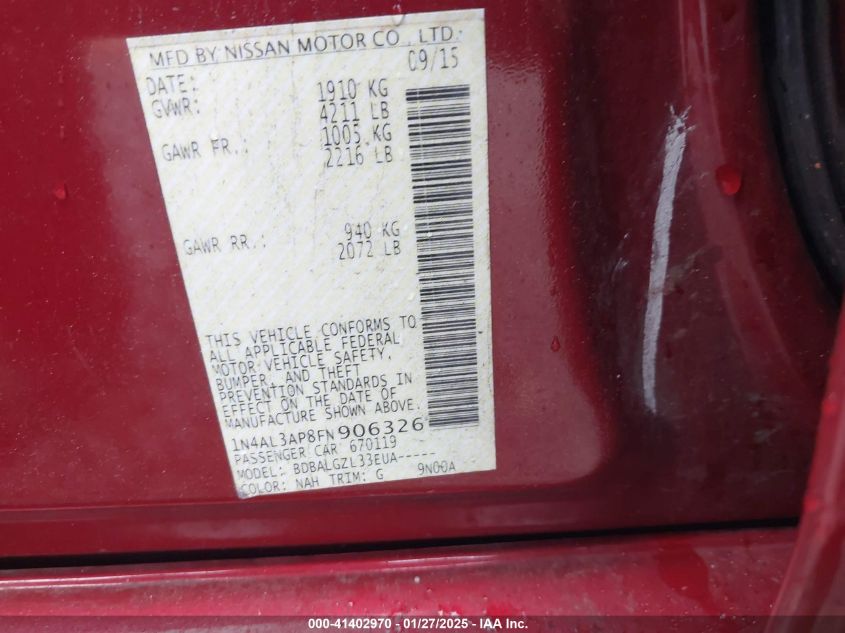 MFD BY NISSAN MOTOR CO., LTD.
DATE: 09/15
GVWR: 1910 KG
4211 LB
GAWR FR.: 1005 KG
2216 LB
GAWR RR.: 940 KG
2072 LB
THIS VEHICLE CONFORMS TO
ALL APPLICABLE FEDERAL
MOTOR VEHICLE SAFETY,
BUMPER, AND THEFT
PREVENTION STANDARDS IN
EFFECT ON THE DATE OF
MANUFACTURE SHOWN ABOVE.
1N4AL3AP8FN906326
PASSENGER CAR 670119
MODEL: BDBALGZL33EUA-----
COLOR: NAH TRIM: G 9N00A
000-41402970 – 01/27/2025 – IAA Inc.